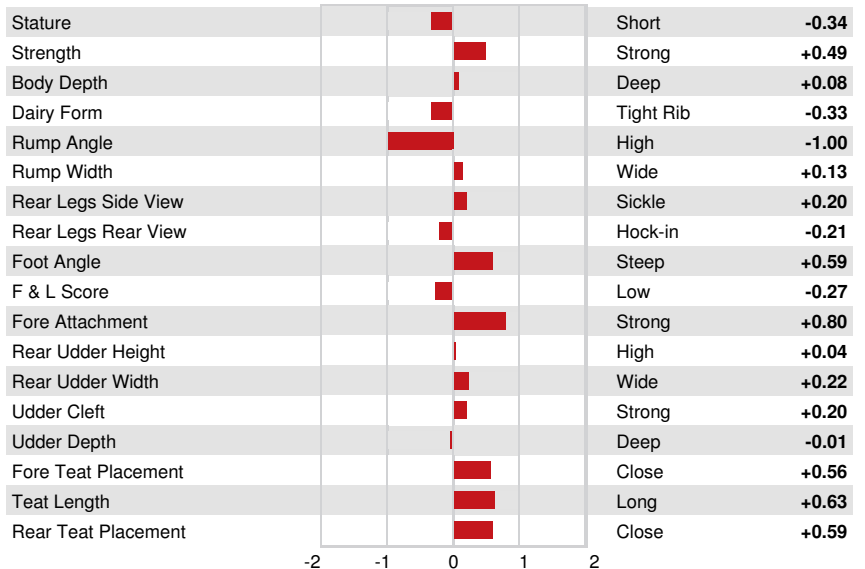 Stature Short -0.34
Strength Strong +0.49
Body Depth Deep +0.08
Dairy Form Tight Rib -0.33
Rump Angle High -1.00
Rump Width Wide +0.13
Rear Legs Side View Sickle +0.20
Rear Legs Rear View Hock-in -0.21
Foot Angle Steep +0.59
F & L Score Low -0.27
Fore Attachment Strong +0.80
Rear Udder Height High +0.04
Rear Udder Width Wide +0.22
Udder Cleft Strong +0.20
Udder Depth Deep -0.01
Fore Teat Placement Close +0.56
Teat Length Long +0.63
Rear Teat Placement Close +0.59
-2 -1 0 1 2